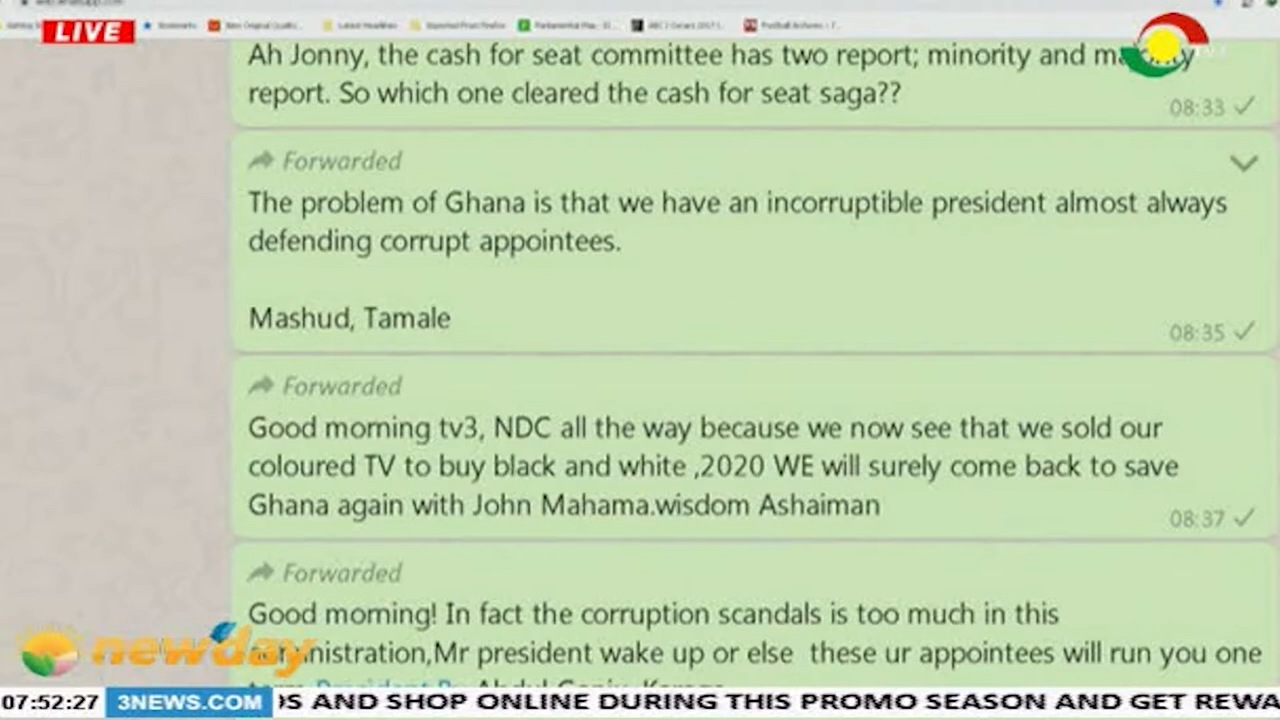 LIVE
Ah Jonny, the cash for seat committee has two report; minority and majority
report. So which one cleared the cash for seat saga??
08:33
Forwarded
The problem of Ghana is that we have an incorruptible president almost always
defending corrupt appointees.
Mashud, Tamale
08:35
Forwarded
Good morning tv3, NDC all the way because we now see that we sold our
coloured TV to buy black and white ,2020 WE will surely come back to save
Ghana again with John Mahama.wisdom Ashaiman
08:37
Forwarded
Good morning! In fact the corruption scandals is too much in this
administration,Mr president wake up or else these ur appointees will run you one
term President By Abdul
newday
07:52:27 3NEWS.COM AND SHOP ONLINE DURING THIS PROMO SEASON AND GET REWA